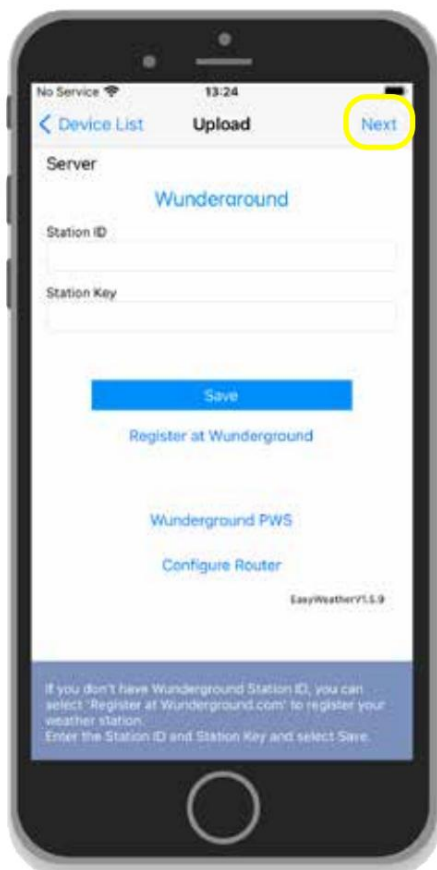 No Service 13:24
Device List Upload Next
Server
Wunderground
Station ID
Station Key
Save
Register at Wunderground
Wunderground PWS
Configure Router
EasyWeatherV1.5.9
If you don't have Wunderground Station ID, you can
select 'Register at Wunderground.com' to register your
weather station.
Enter the Station ID and Station Key and select Save.